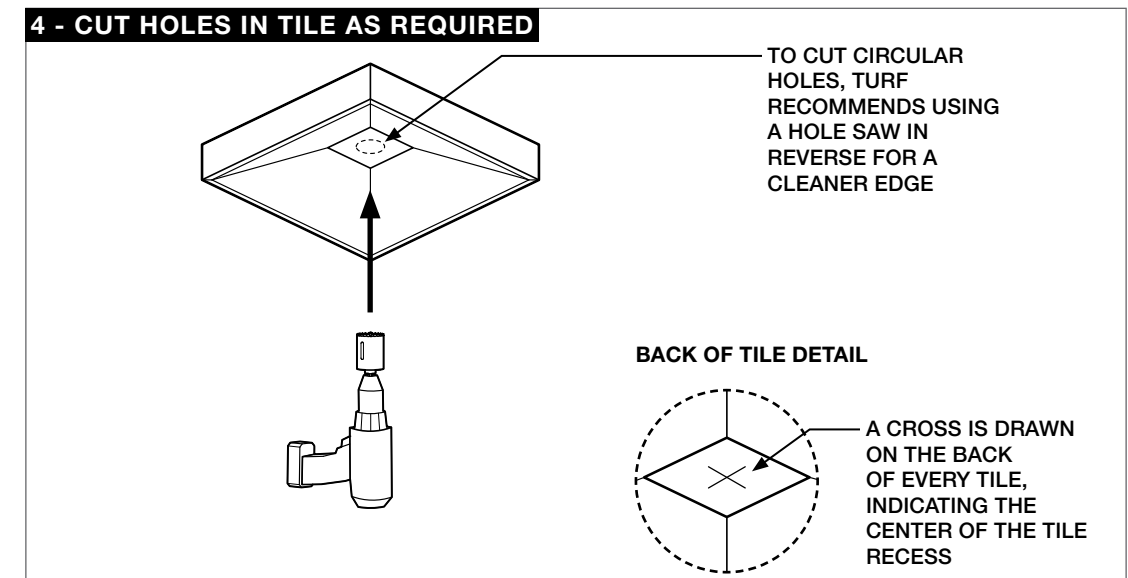 4 - CUT HOLES IN TILE AS REQUIRED
TO CUT CIRCULAR
HOLES, TURF
RECOMMENDS USING
A HOLE SAW IN
REVERSE FOR A
CLEANER EDGE
BACK OF TILE DETAIL
A CROSS IS DRAWN
ON THE BACK
OF EVERY TILE,
INDICATING THE
CENTER OF THE TILE
RECESS